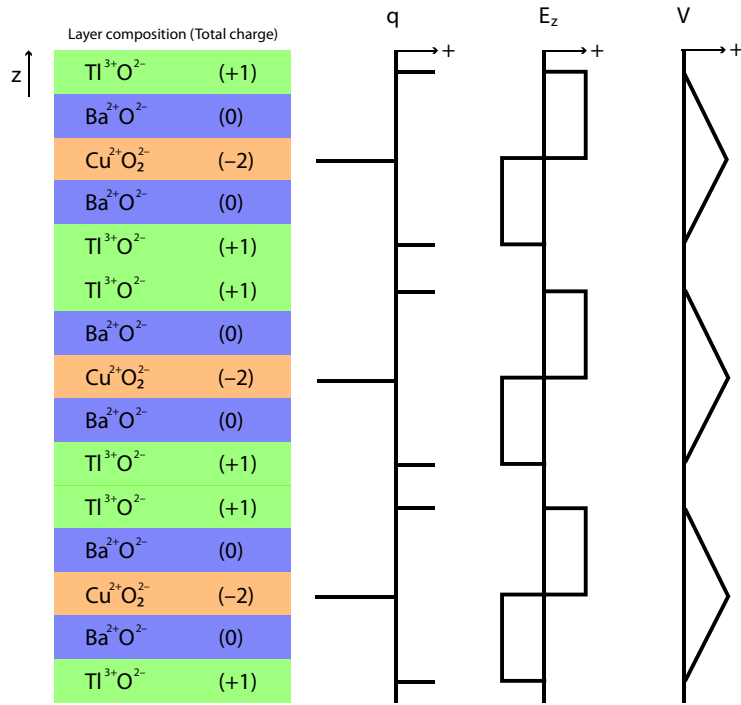 q E_z V
Layer composition (Total charge)
+ + +
z
Tl³⁺O²⁻ (+1)
Ba²⁺O²⁻ (0)
Cu²⁺O₂²⁻ (–2)
Ba²⁺O²⁻ (0)
Tl³⁺O²⁻ (+1)
Tl³⁺O²⁻ (+1)
Ba²⁺O²⁻ (0)
Cu²⁺O₂²⁻ (–2)
Ba²⁺O²⁻ (0)
Tl³⁺O²⁻ (+1)
Tl³⁺O²⁻ (+1)
Ba²⁺O²⁻ (0)
Cu²⁺O₂²⁻ (–2)
Ba²⁺O²⁻ (0)
Tl³⁺O²⁻ (+1)